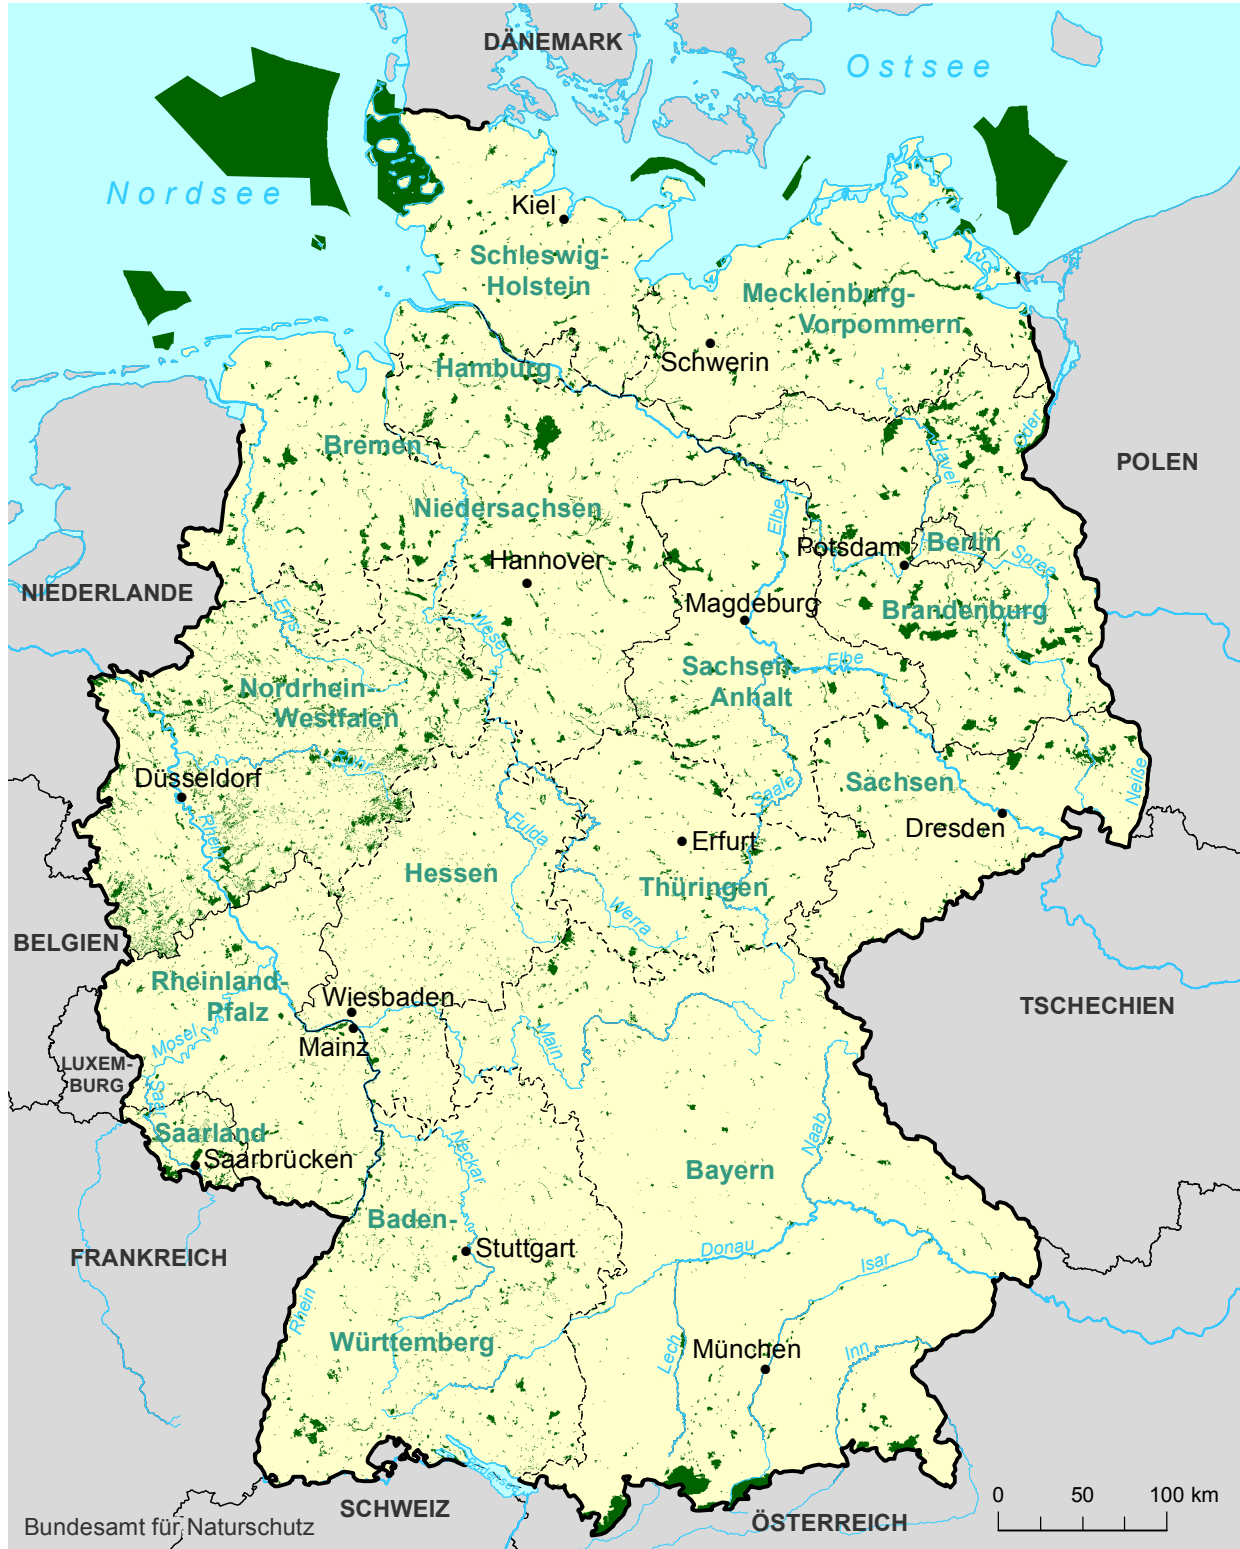 DÄNEMARK
Ostsee
Nordsee
Kiel
Schleswig-
Holstein
Mecklenburg-
Vorpommern
Schwerin
Hamburg
Bremen
Havel
Oder
POLEN
Niedersachsen
Elbe
Hannover
Potsdam
Berlin
Spree
NIEDERLANDE
Ems
Weser
Magdeburg
Brandenburg
Elbe
Sachsen-
Anhalt
Nordrhein-
Westfalen
Ruhr
Düsseldorf
Rhein
Saale
Sachsen
Neiße
Dresden
Fulda
Erfurt
Hessen
Thüringen
Werra
BELGIEN
Rheinland-
Pfalz
Wiesbaden
TSCHECHIEN
Mosel
Mainz
Main
LUXEM-
BURG
Saar
Saarland
Saarbrücken
Neckar
Naab
Bayern
Baden-
Stuttgart
Donau
Isar
FRANKREICH
Rhein
Württemberg
Lech
München
Inn
SCHWEIZ
ÖSTERREICH
0 50 100 km
Bundesamt für Naturschutz